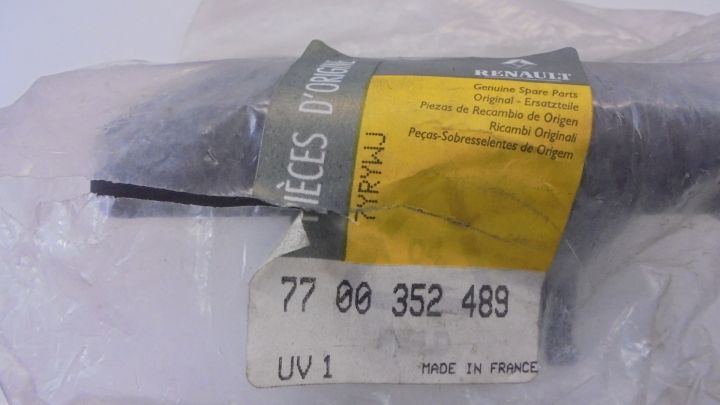 PIÈCES D'ORIGINE
7YRYWJ
RENAULT
Genuine Spare Parts
Original - Ersatzteile
Piezas de Recambio de Origen
Ricambi Originali
Peças-Sobresselentes de Origem
77 00 352 489
UV 1
MADE IN FRANCE